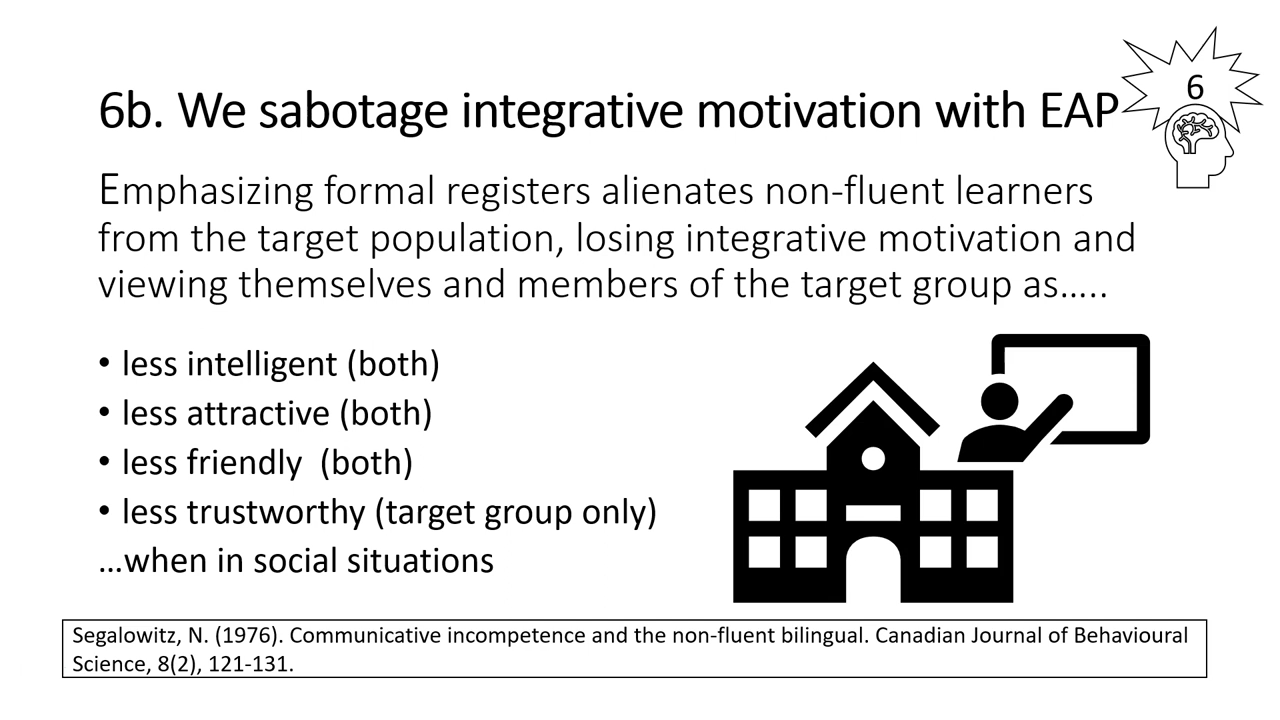 6
6b. We sabotage integrative motivation with EAP
Emphasizing formal registers alienates non-fluent learners
from the target population, losing integrative motivation and
viewing themselves and members of the target group as…..
• less intelligent (both)
• less attractive (both)
• less friendly  (both)
• less trustworthy (target group only)
…when in social situations
Segalowitz, N. (1976). Communicative incompetence and the non-fluent bilingual. Canadian Journal of Behavioural
Science, 8(2), 121-131.